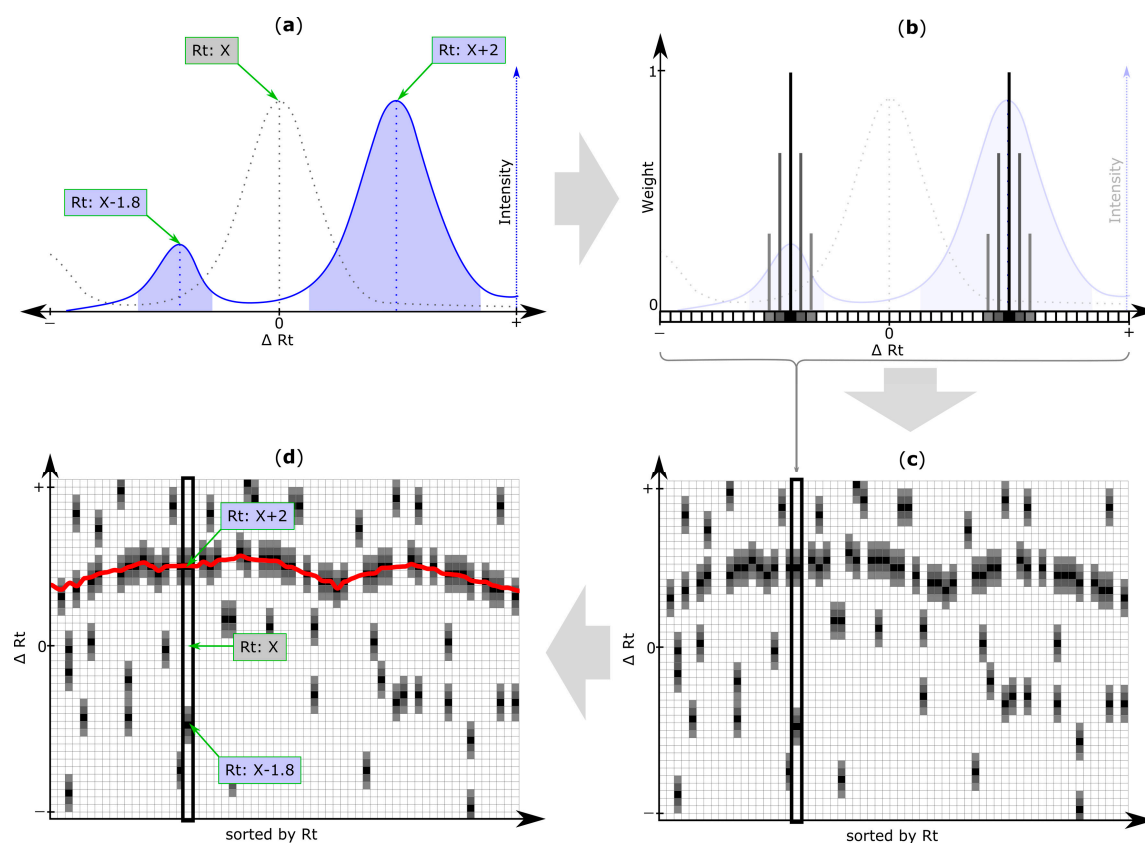 (a)
Rt: X
Rt: X+2
Rt: X-1.8
Intensity
−
0
+
Δ Rt
(b)
1
Weight
0
Intensity
−
0
+
Δ Rt
(d)
+
Rt: X+2
Δ Rt
0
Rt: X
Rt: X-1.8
−
sorted by Rt
(c)
+
Δ Rt
0
−
sorted by Rt